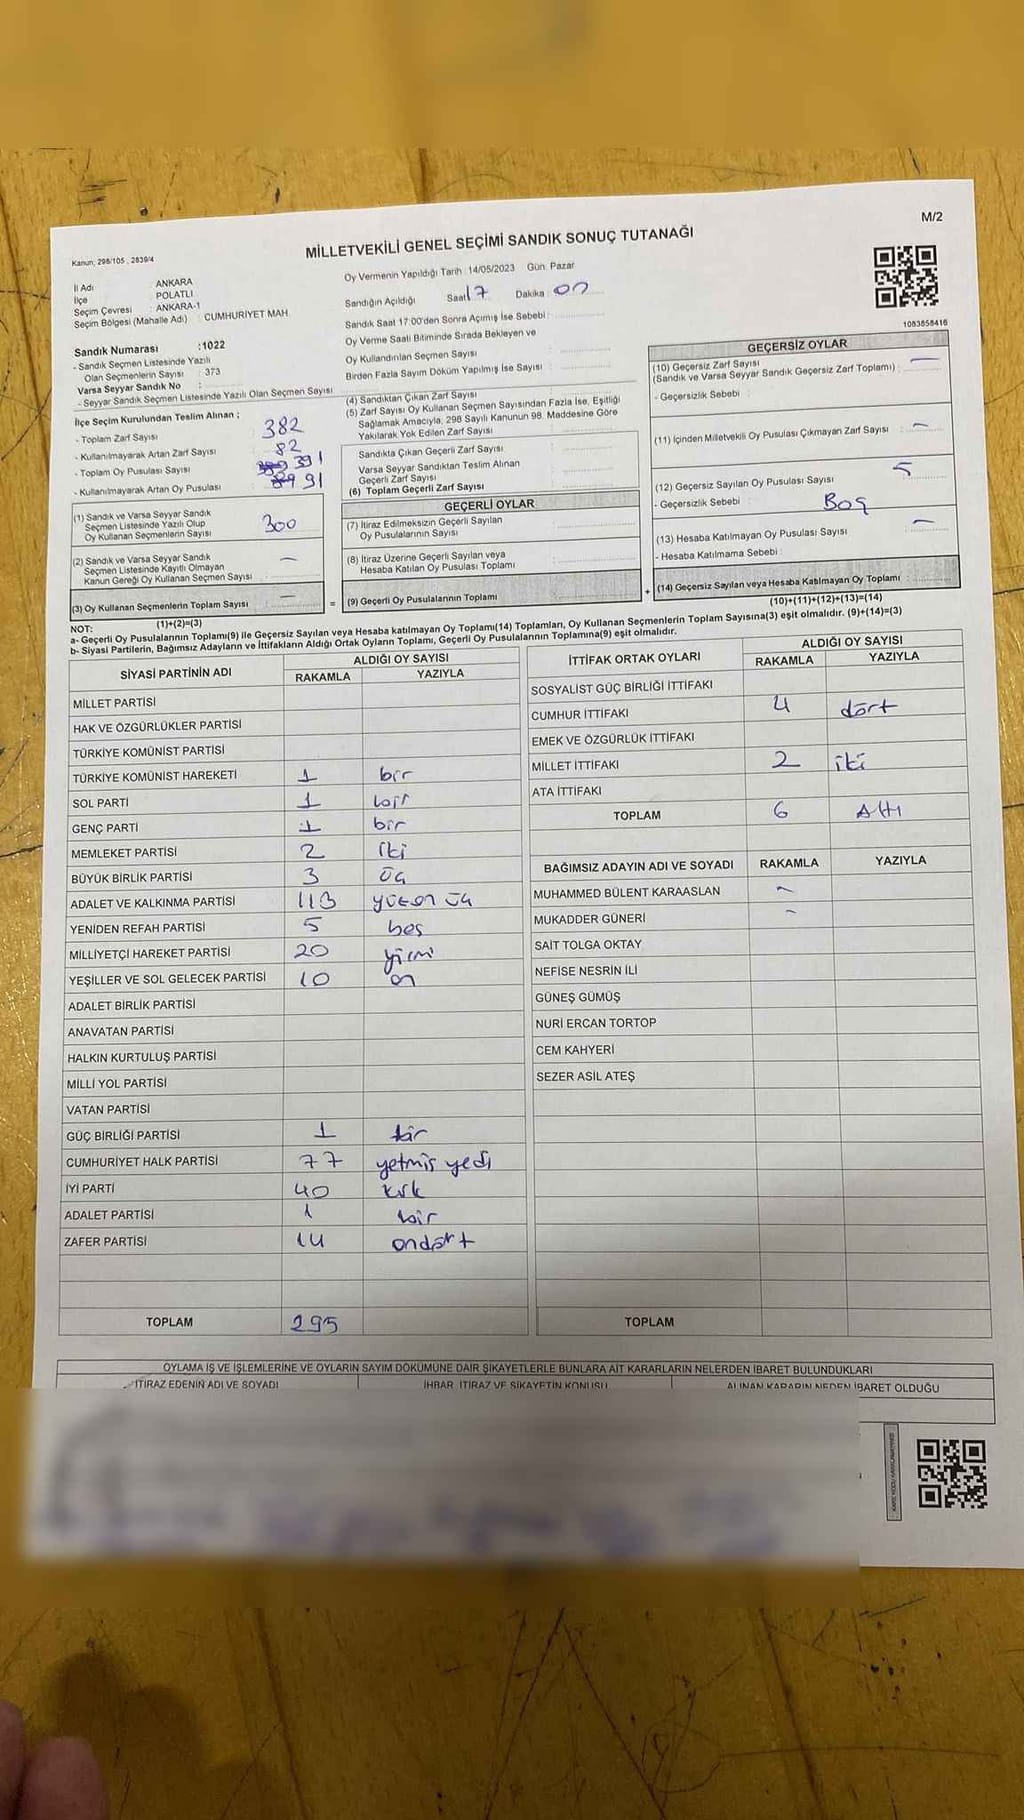 M/2
MİLLETVEKİLİ GENEL SEÇİMİ SANDIK SONUÇ TUTANAĞI
Kanun; 298/105 , 2839/4
İl Adı ANKARA
İlçe POLATLI
Seçim Çevresi : ANKARA-1
Seçim Bölgesi (Mahalle Adı) : CUMHURİYET MAH.
Sandık Numarası :1022
- Sandık Seçmen Listesinde Yazılı
Olan Seçmenlerin Sayısı : 373
Varsa Seyyar Sandık No :
- Seyyar Sandık Seçmen Listesinde Yazılı Olan Seçmen Sayısı
İlçe Seçim Kurulundan Teslim Alınan :
- Toplam Zarf Sayısı 382
- Kullanılmayarak Artan Zarf Sayısı 82
- Toplam Oy Pusulası Sayısı 391
- Kullanılmayarak Artan Oy Pusulası 91
(1) Sandık ve Varsa Seyyar Sandık
Seçmen Listesinde Yazılı Olup
Oy Kullanan Seçmenlerin Sayısı 300
(2) Sandık ve Varsa Seyyar Sandık
Seçmen Listesinde Kayıtlı Olmayan
Kanun Gereği Oy Kullanan Seçmen Sayısı —
(3) Oy Kullanan Seçmenlerin Toplam Sayısı —
(1)+(2)=(3)
Oy Vermenin Yapıldığı Tarih : 14/05/2023 Gün: Pazar
Sandığın Açıldığı Saat 17 Dakika 00
Sandık Saat 17:00'den Sonra Açımış İse Sebebi :
Oy Verme Saati Bitiminde Sırada Bekleyen ve
Oy Kullandırılan Seçmen Sayısı
Birden Fazla Sayım Döküm Yapılmış İse Sayısı
(4) Sandıktan Çıkan Zarf Sayısı
(5) Zarf Sayısı Oy Kullanan Seçmen Sayısından Fazla İse, Eşitliği
Sağlamak Amacıyla, 298 Sayılı Kanunun 98. Maddesine Göre
Yakılarak Yok Edilen Zarf Sayısı
Sandıkta Çıkan Geçerli Zarf Sayısı
Varsa Seyyar Sandıktan Teslim Alınan
Geçerli Zarf Sayısı
(6) Toplam Geçerli Zarf Sayısı
GEÇERLİ OYLAR
(7) İtiraz Edilmeksizin Geçerli Sayılan
Oy Pusulalarının Sayısı
(8) İtiraz Üzerine Geçerli Sayılan veya
Hesaba Katılan Oy Pusulası Toplamı
= (9) Geçerli Oy Pusulalarının Toplamı +
1083858416
GEÇERSİZ OYLAR
(10) Geçersiz Zarf Sayısı —
(Sandık ve Varsa Seyyar Sandık Geçersiz Zarf Toplamı) :
- Geçersizlik Sebebi :
(11) İçinden Milletvekili Oy Pusulası Çıkmayan Zarf Sayısı —
(12) Geçersiz Sayılan Oy Pusulası Sayısı 5
- Geçersizlik Sebebi : Boş
(13) Hesaba Katılmayan Oy Pusulası Sayısı —
- Hesaba Katılmama Sebebi :
(14) Geçersiz Sayılan veya Hesaba Katılmayan Oy Toplamı
(10)+(11)+(12)+(13)=(14)
NOT:
a- Geçerli Oy Pusulalarının Toplamı(9) ile Geçersiz Sayılan veya Hesaba katılmayan Oy Toplamı(14) Toplamları, Oy Kullanan Seçmenlerin Toplam Sayısına(3) eşit olmalıdır. (9)+(14)=(3)
b- Siyasi Partilerin, Bağımsız Adayların ve İttifakların Aldığı Ortak Oyların Toplamı, Geçerli Oy Pusulalarının Toplamına(9) eşit olmalıdır.
SİYASİ PARTİNİN ADI ALDIĞI OY SAYISI
RAKAMLA YAZIYLA
MİLLET PARTİSİ
HAK VE ÖZGÜRLÜKLER PARTİSİ
TÜRKİYE KOMÜNİST PARTİSİ
TÜRKİYE KOMÜNİST HAREKETİ 1 bir
SOL PARTİ 1 bir
GENÇ PARTİ 1 bir
MEMLEKET PARTİSİ 2 iki
BÜYÜK BİRLİK PARTİSİ 3 üç
ADALET VE KALKINMA PARTİSİ 113 yüzon üç
YENİDEN REFAH PARTİSİ 5 beş
MİLLİYETÇİ HAREKET PARTİSİ 20 yirmi
YEŞİLLER VE SOL GELECEK PARTİSİ 10 on
ADALET BİRLİK PARTİSİ
ANAVATAN PARTİSİ
HALKIN KURTULUŞ PARTİSİ
MİLLİ YOL PARTİSİ
VATAN PARTİSİ
GÜÇ BİRLİĞİ PARTİSİ 1 bir
CUMHURİYET HALK PARTİSİ 77 yetmiş yedi
İYİ PARTİ 40 kırk
ADALET PARTİSİ 1 bir
ZAFER PARTİSİ 14 ondört
TOPLAM 295
İTTİFAK ORTAK OYLARI ALDIĞI OY SAYISI
RAKAMLA YAZIYLA
SOSYALİST GÜÇ BİRLİĞİ İTTİFAKI
CUMHUR İTTİFAKI 4 dört
EMEK VE ÖZGÜRLÜK İTTİFAKI
MİLLET İTTİFAKI 2 iki
ATA İTTİFAKI
TOPLAM 6 Altı
BAĞIMSIZ ADAYIN ADI VE SOYADI RAKAMLA YAZIYLA
MUHAMMED BÜLENT KARAASLAN —
MUKADDER GÜNERİ —
SAİT TOLGA OKTAY
NEFİSE NESRİN İLİ
GÜNEŞ GÜMÜŞ
NURİ ERCAN TORTOP
CEM KAHYERİ
SEZER ASİL ATEŞ
TOPLAM
OYLAMA İŞ VE İŞLEMLERİNE VE OYLARIN SAYIM DÖKÜMÜNE DAİR ŞİKAYETLERLE BUNLARA AİT KARARLARIN NELERDEN İBARET BULUNDUKLARI
İTİRAZ EDENİN ADI VE SOYADI İHBAR, İTİRAZ VE ŞİKAYETİN KONUSU ALINAN KARARIN NEDEN İBARET OLDUĞU